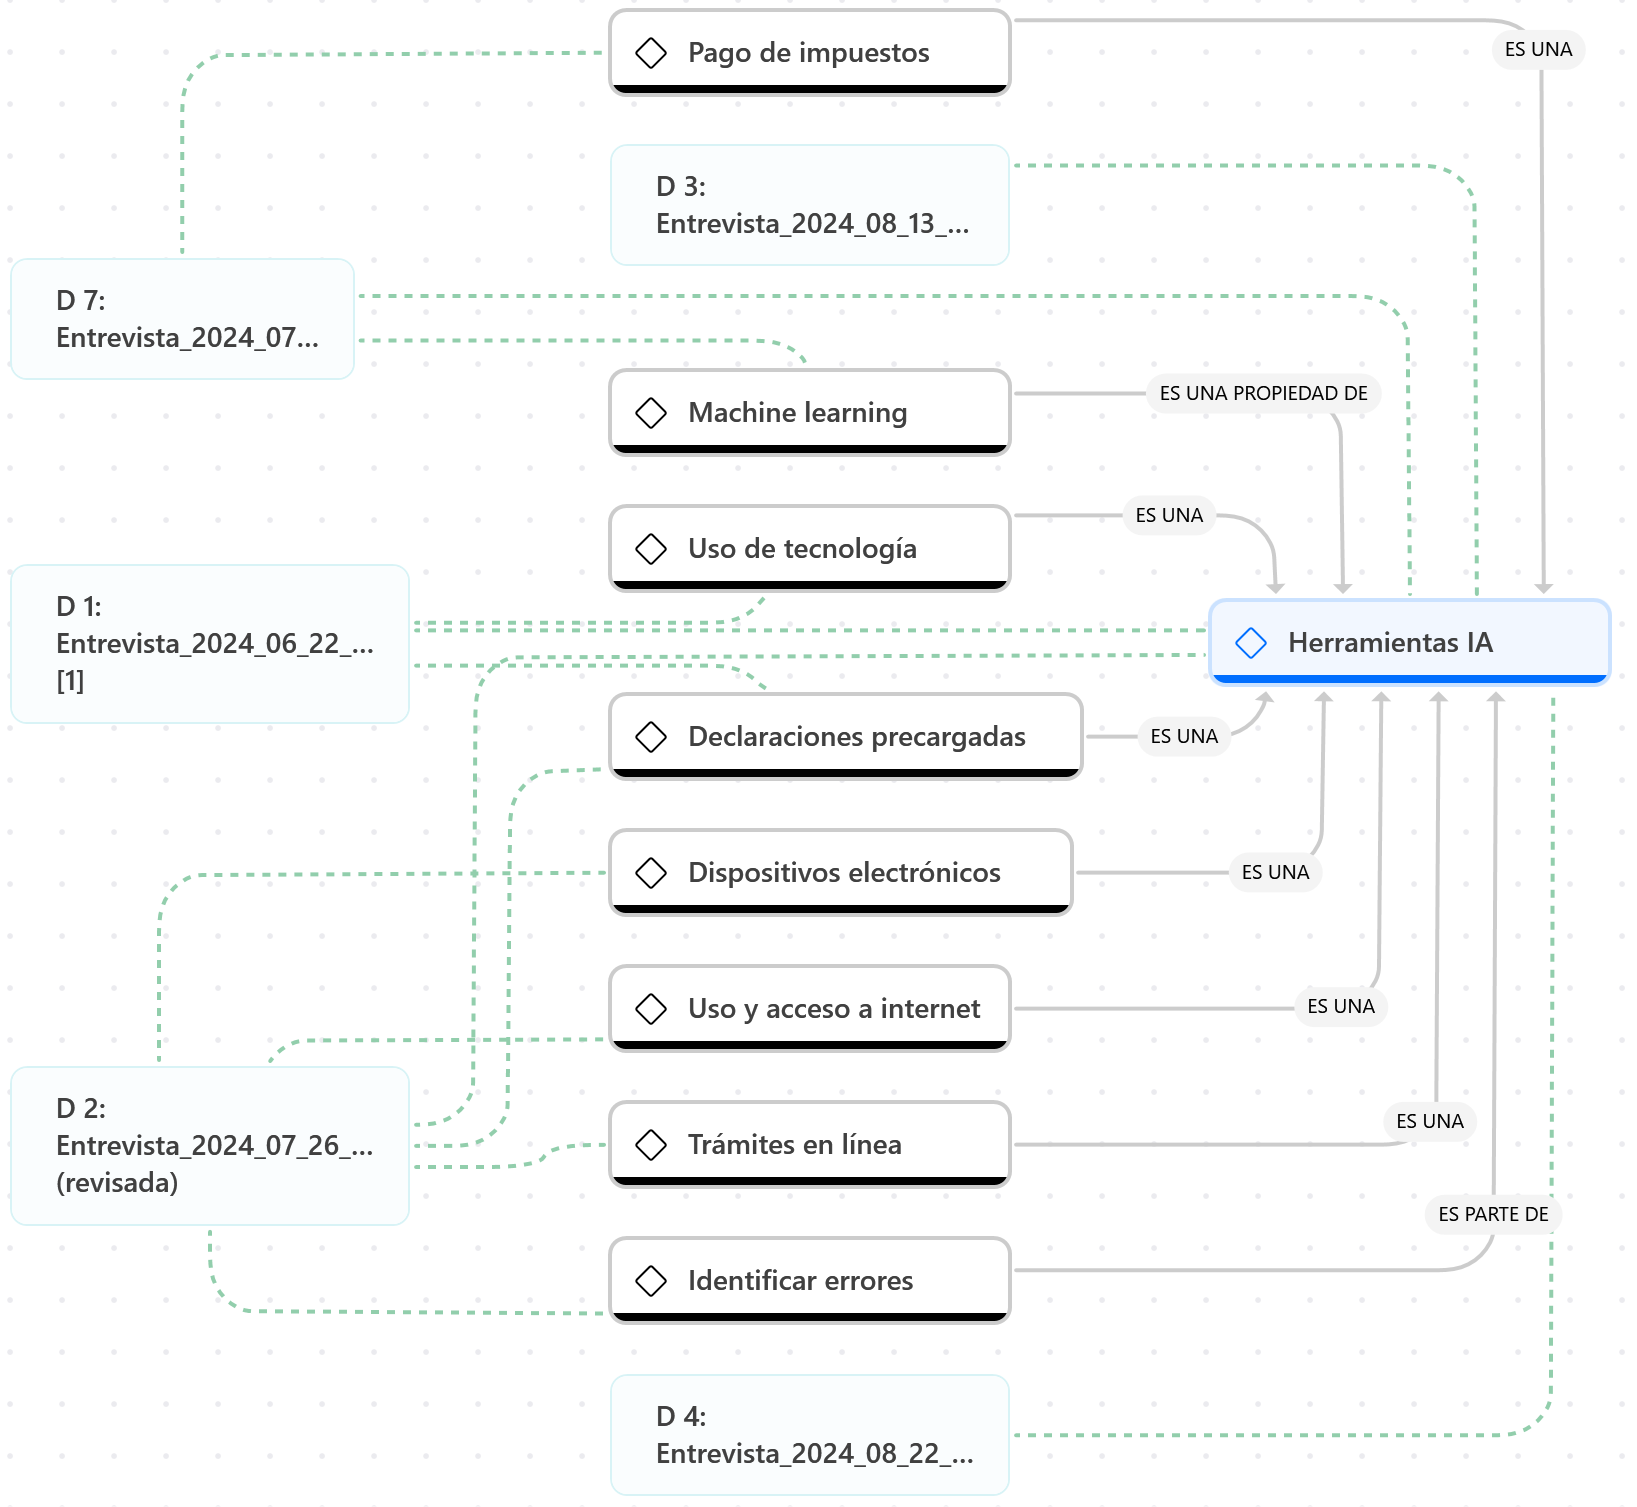 Pago de impuestos
ES UNA
D 3:
Entrevista_2024_08_13_...
D 7:
Entrevista_2024_07...
Machine learning
ES UNA PROPIEDAD DE
Uso de tecnología
ES UNA
D 1:
Entrevista_2024_06_22_...
[1]
Herramientas IA
Declaraciones precargadas
ES UNA
Dispositivos electrónicos
ES UNA
Uso y acceso a internet
ES UNA
D 2:
Entrevista_2024_07_26_...
(revisada)
Trámites en línea
ES UNA
ES PARTE DE
Identificar errores
D 4:
Entrevista_2024_08_22_...